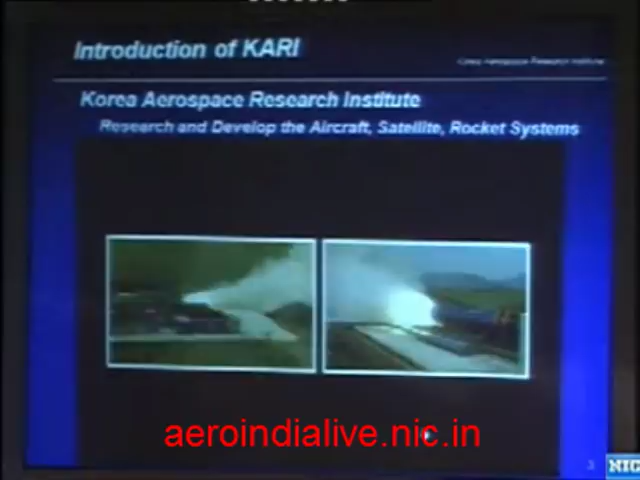 Introduction of KARI
Korea Aerospace Research Institute
Korea Aerospace Research Institute
Research and Develop the Aircraft, Satellite, Rocket Systems
aeroindialive.nic.in
3
NIC